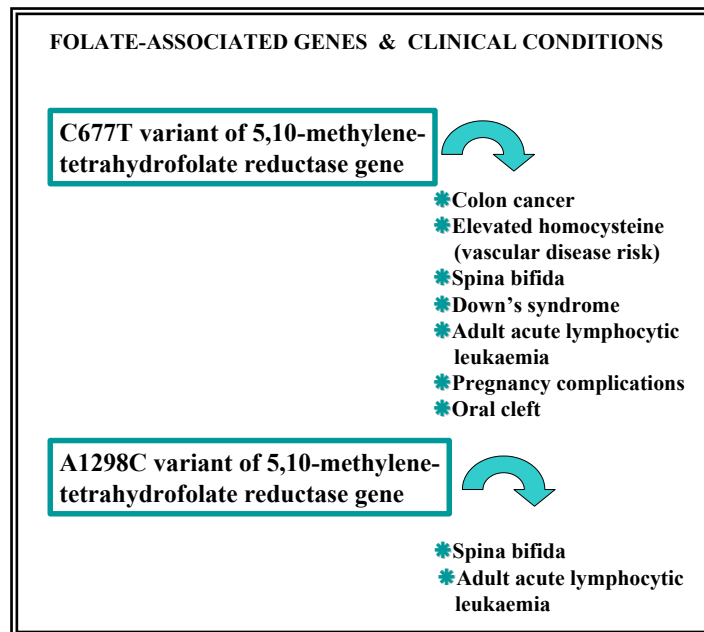 FOLATE-ASSOCIATED GENES & CLINICAL CONDITIONS
C677T variant of 5,10-methylene-
tetrahydrofolate reductase gene
Colon cancer
Elevated homocysteine
(vascular disease risk)
Spina bifida
Down's syndrome
Adult acute lymphocytic
leukaemia
Pregnancy complications
Oral cleft
A1298C variant of 5,10-methylene-
tetrahydrofolate reductase gene
Spina bifida
Adult acute lymphocytic
leukaemia